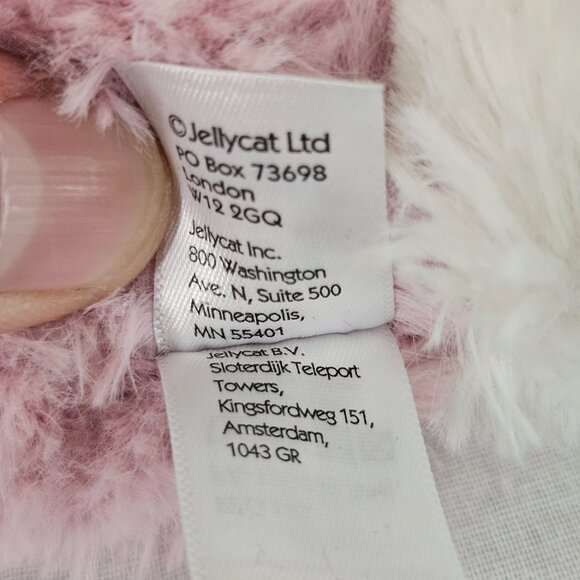 ©Jellycat Ltd
PO Box 73698
London
W12 2GQ
Jellycat Inc.
800 Washington
Ave. N, Suite 500
Minneapolis,
MN 55401
Jellycat B.V.
Sloterdijk Teleport
Towers,
Kingsfordweg 151,
Amsterdam,
1043 GR